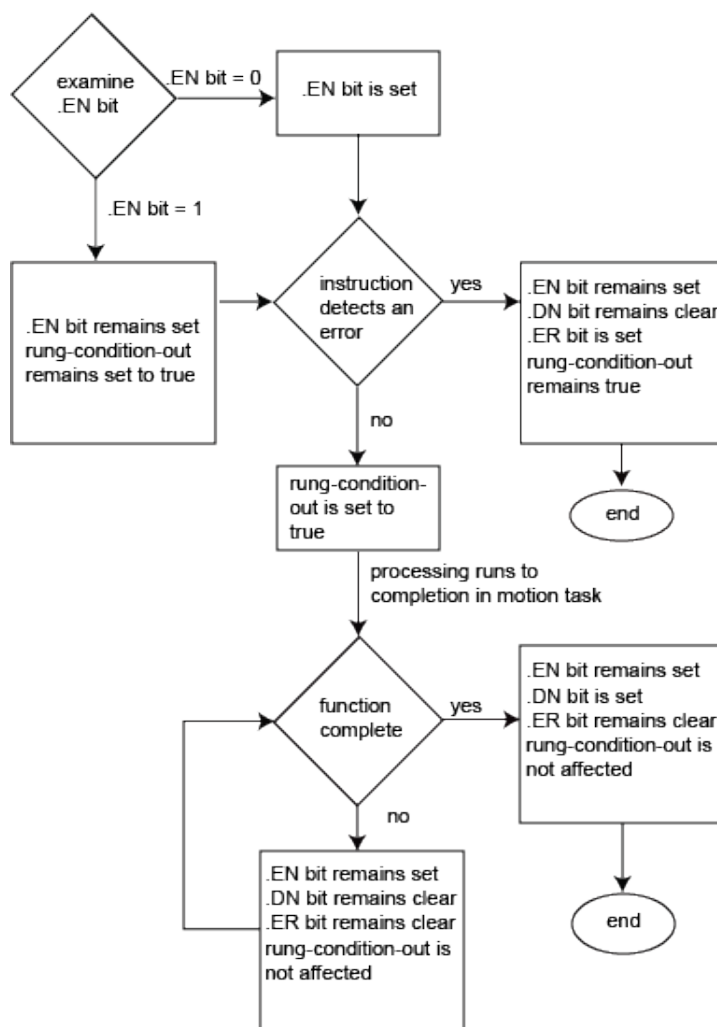 examine
.EN bit
.EN bit = 0
.EN bit is set
.EN bit = 1
.EN bit remains set
rung-condition-out
remains set to true
instruction
detects an
error
yes
.EN bit remains set
.DN bit remains clear
.ER bit is set
rung-condition-out
remains true
end
no
rung-condition-
out is set to
true
processing runs to
completion in motion task
function
complete
yes
.EN bit remains set
.DN bit is set
.ER bit remains clear
rung-condition-out is
not affected
end
no
.EN bit remains set
.DN bit remains clear
.ER bit remains clear
rung-condition-out is
not affected